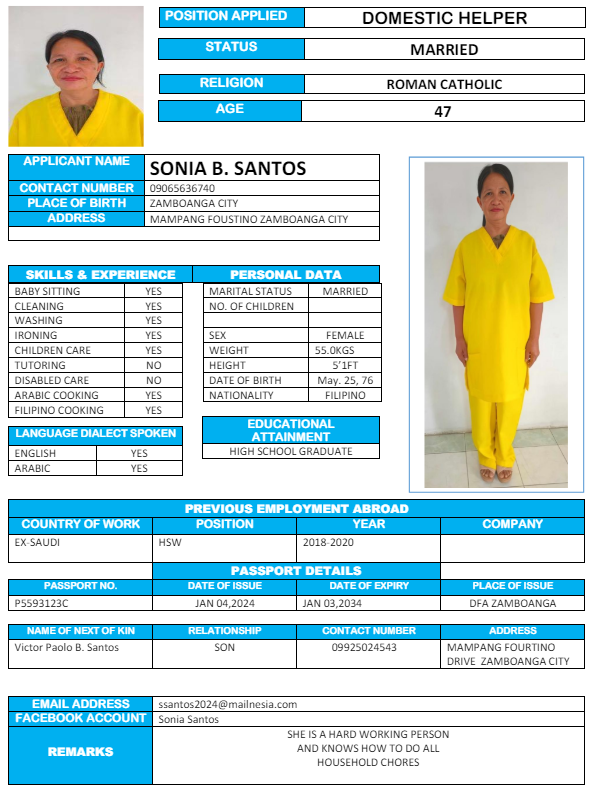 POSITION APPLIED DOMESTIC HELPER
STATUS MARRIED
RELIGION ROMAN CATHOLIC
AGE 47
APPLICANT NAME SONIA B. SANTOS
CONTACT NUMBER 09065636740
PLACE OF BIRTH ZAMBOANGA CITY
ADDRESS MAMPANG FOUSTINO ZAMBOANGA CITY
SKILLS & EXPERIENCE PERSONAL DATA
BABY SITTING YES MARITAL STATUS MARRIED
CLEANING YES NO. OF CHILDREN
WASHING YES
IRONING YES SEX FEMALE
CHILDREN CARE YES WEIGHT 55.0KGS
TUTORING NO HEIGHT 5'1FT
DISABLED CARE NO DATE OF BIRTH May. 25, 76
ARABIC COOKING YES NATIONALITY FILIPINO
FILIPINO COOKING YES
LANGUAGE DIALECT SPOKEN
ENGLISH YES
ARABIC YES
EDUCATIONAL
ATTAINMENT
HIGH SCHOOL GRADUATE
PREVIOUS EMPLOYMENT ABROAD
COUNTRY OF WORK POSITION YEAR COMPANY
EX-SAUDI HSW 2018-2020
PASSPORT DETAILS
PASSPORT NO. DATE OF ISSUE DATE OF EXPIRY PLACE OF ISSUE
P5593123C JAN 04,2024 JAN 03,2034 DFA ZAMBOANGA
NAME OF NEXT OF KIN RELATIONSHIP CONTACT NUMBER ADDRESS
Victor Paolo B. Santos SON 09925024543 MAMPANG FOURTINO
DRIVE ZAMBOANGA CITY
EMAIL ADDRESS ssantos2024@mailnesia.com
FACEBOOK ACCOUNT Sonia Santos
REMARKS SHE IS A HARD WORKING PERSON
AND KNOWS HOW TO DO ALL
HOUSEHOLD CHORES